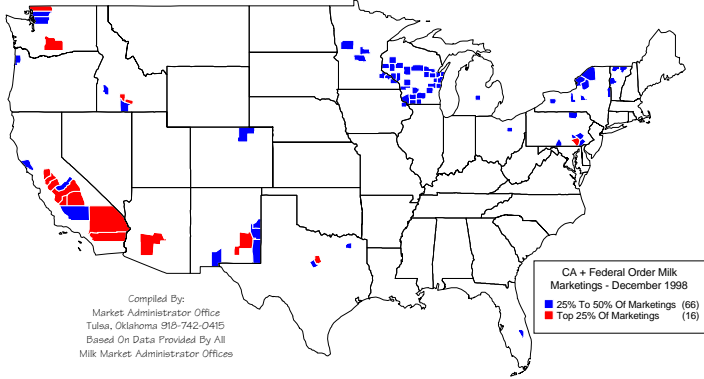 CA + Federal Order Milk
Marketings - December 1998
25% To 50% Of Marketings (66)
Top 25% Of Marketings (16)
Compiled By:
Market Administrator Office
Tulsa, Oklahoma 918-742-0415
Based On Data Provided By All
Milk Market Administrator Offices